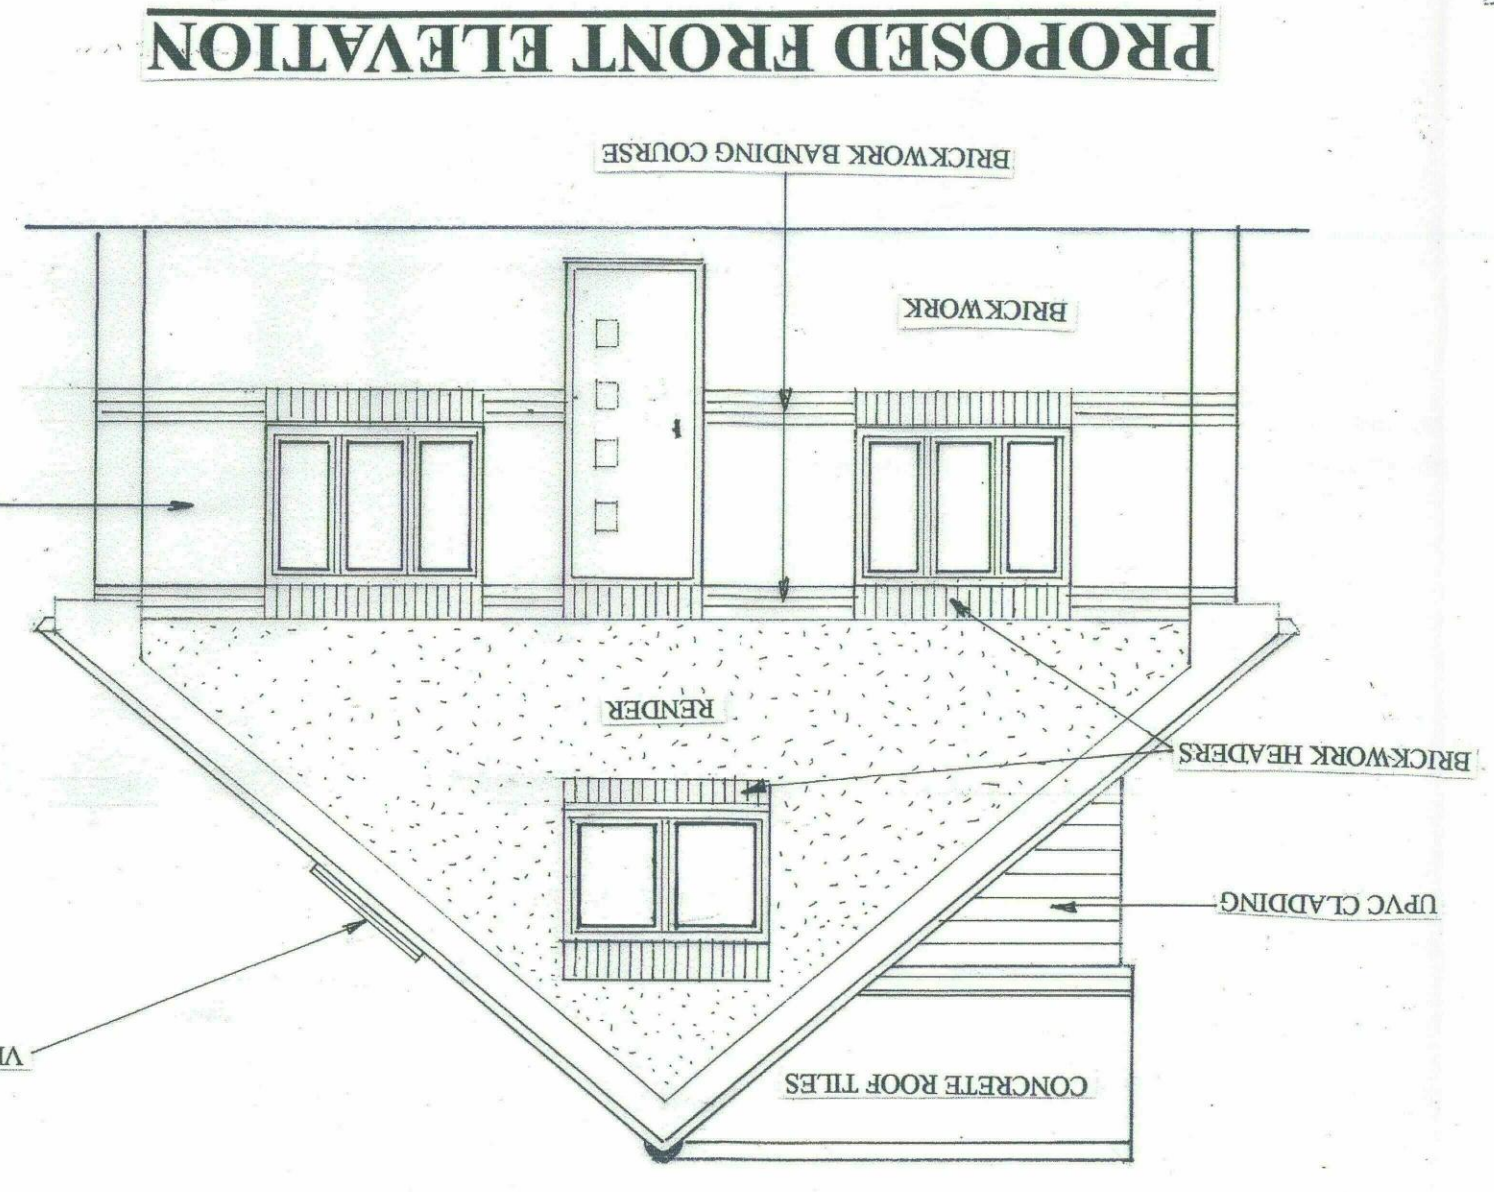 CONCRETE ROOF TILES
UPVC CLADDING
BRICKWORK HEADERS
RENDER
BRICKWORK
BRICKWORK BANDING COURSE
PROPOSED FRONT ELEVATION